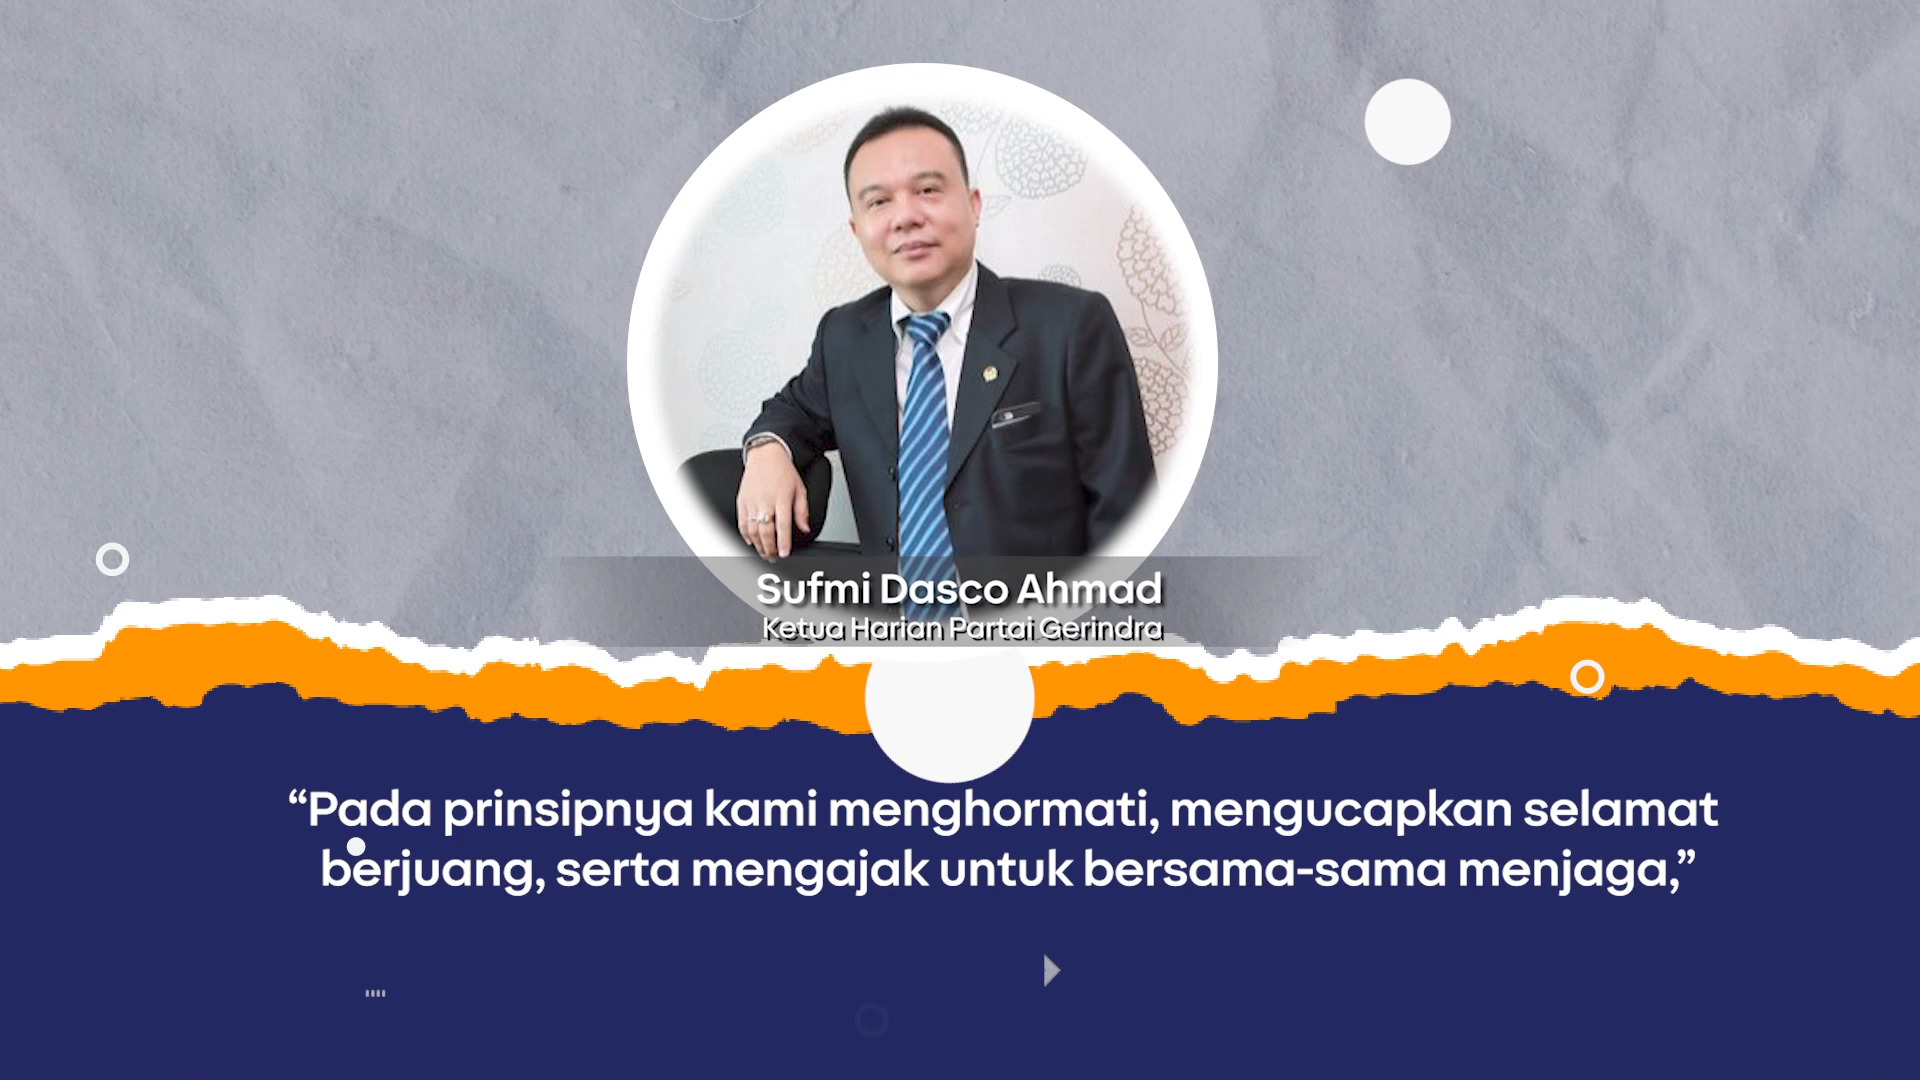 Sufmi Dasco Ahmad
Ketua Harian Partai Gerindra
“Pada prinsipnya kami menghormati, mengucapkan selamat
berjuang, serta mengajak untuk bersama-sama menjaga,”